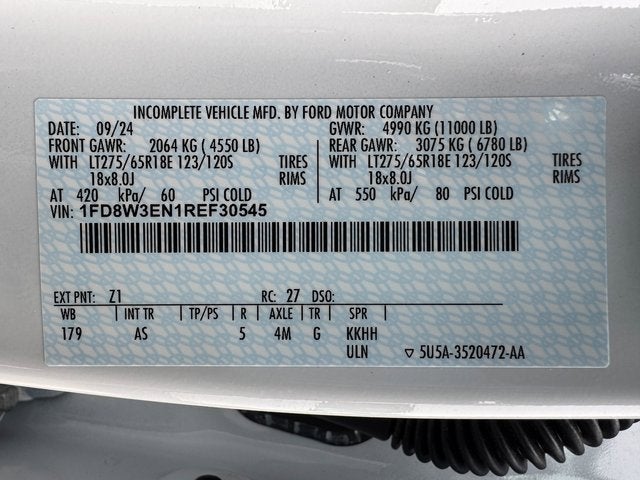 INCOMPLETE VEHICLE MFD. BY FORD MOTOR COMPANY
DATE: 09/24 GVWR: 4990 KG (11000 LB)
FRONT GAWR: 2064 KG ( 4550 LB) REAR GAWR: 3075 KG ( 6780 LB)
WITH LT275/65R18E 123/120S TIRES WITH LT275/65R18E 123/120S TIRES
18x8.0J RIMS 18x8.0J RIMS
AT 420 kPa/ 60 PSI COLD AT 550 kPa/ 80 PSI COLD
VIN: 1FD8W3EN1REF30545
EXT PNT: Z1 RC: 27 DSO:
WB INT TR TP/PS R AXLE TR SPR
179 AS 5 4M G KKHH
ULN ▽ 5U5A-3520472-AA